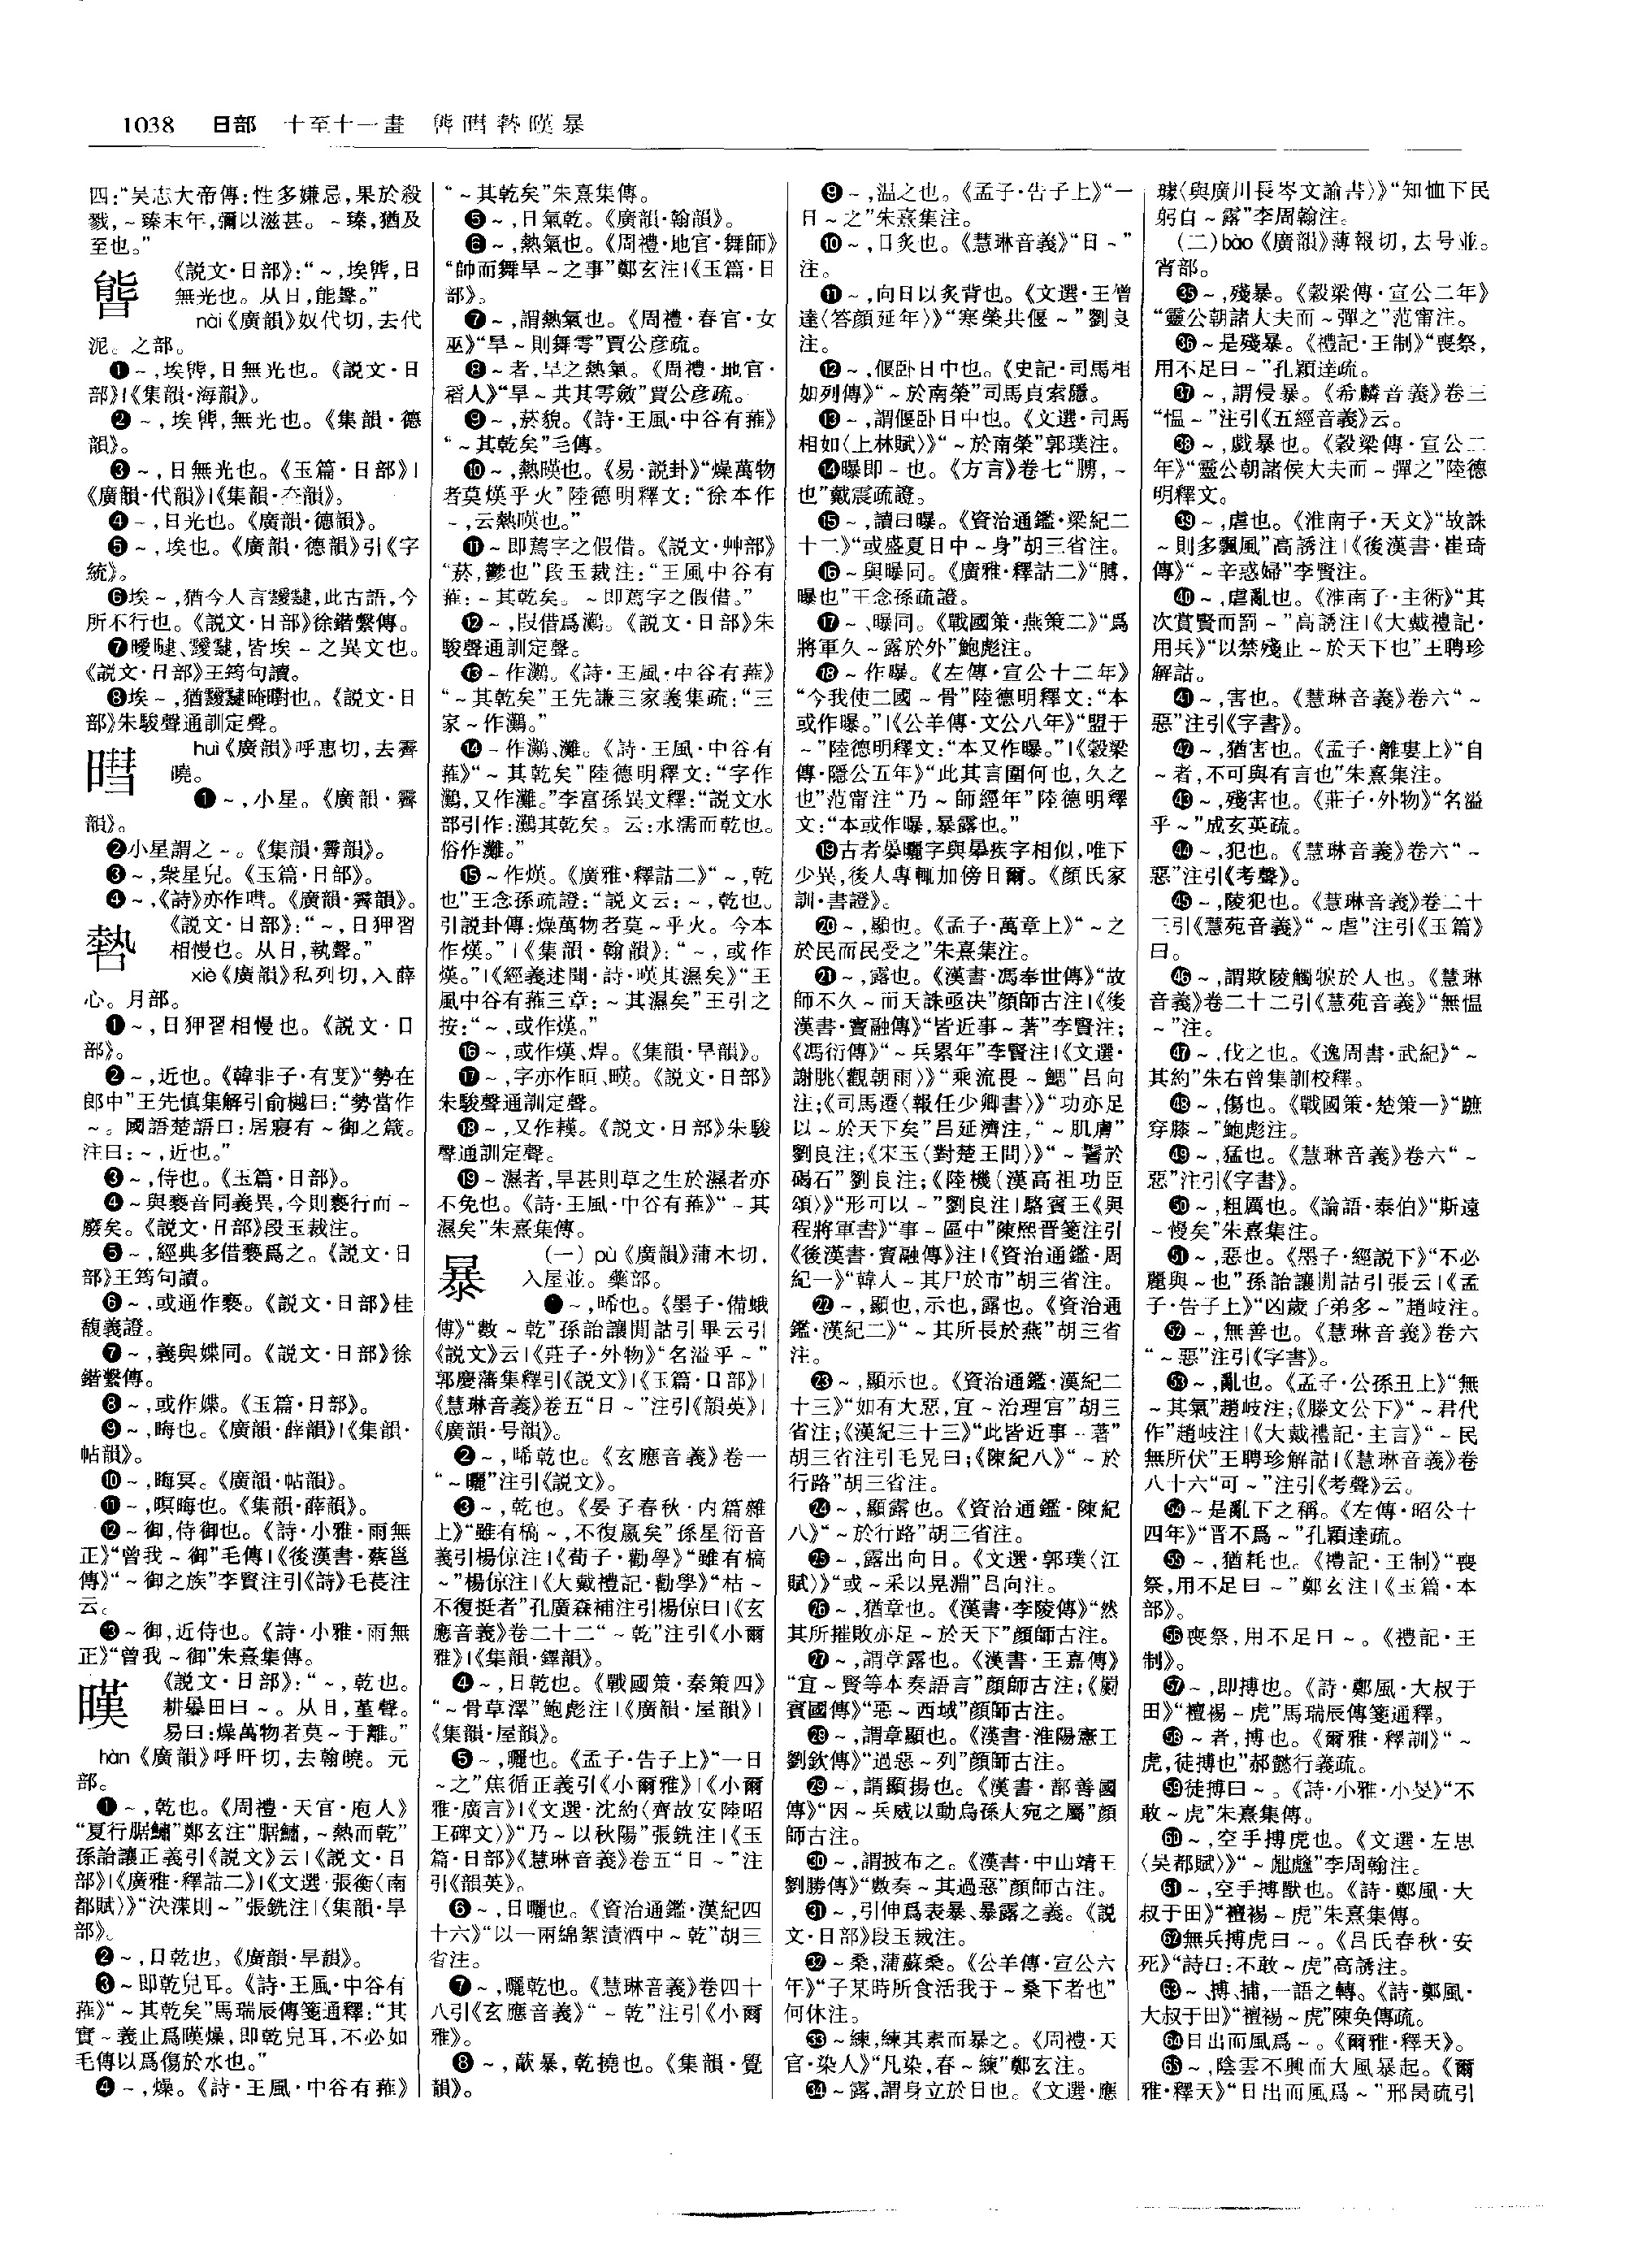 1038 日部 十至十一畫 㬗嘒暬暵暴
四：“吴志大帝傳：性多嫌忌，果於殺
戮，～臻末年，彌以滋甚。～臻，猶及
至也。”
《説文·日部》：“～，埃㬗，日
無光也。从日，能聲。”
nài《廣韻》奴代切，去代
泥。之部。
❶～，埃㬗，日無光也。《説文·日
部》|《集韻·海韻》。
❷～，埃㬗，無光也。《集韻·德
韻》。
❸～，日無光也。《玉篇·日部》|
《廣韻·代韻》|《集韻·夳韻》。
❹～，日光也。《廣韻·德韻》。
❺～，埃也。《廣韻·德韻》引《字
統》。
❻埃～，猶今人言靉靆，此古語，今
所不行也。《説文·日部》徐鍇繫傳。
❼曖㬣、靉靆，皆埃～之異文也。
《説文·日部》王筠句讀。
❽埃～，猶靉靆晻曖也。《説文·日
部》朱駿聲通訓定聲。
huì《廣韻》呼惠切，去霽
曉。
❶～，小星。《廣韻·霽
韻》。
❷小星謂之～。《集韻·霽韻》。
❸～，衆星皃。《玉篇·日部》。
❹～，《詩》亦作嘒。《廣韻·霽韻》。
暬
《説文·日部》：“～，日狎習
相慢也。从日，執聲。”
xiè《廣韻》私列切，入薛
心。月部。
❶～，日狎習相慢也。《説文·日
部》。
❷～，近也。《韓非子·有度》“勢在
郎中”王先慎集解引俞樾曰：“勢當作
～。國語楚語曰：居寢有～御之箴。
注曰：～，近也。”
❸～，侍也。《玉篇·日部》。
❹～與褻音同義異，今則褻行而～
廢矣。《説文·日部》段玉裁注。
❺～，經典多借褻爲之。《説文·日
部》王筠句讀。
❻～，或通作褻。《説文·日部》桂
馥義證。
❼～，義與媟同。《説文·日部》徐
鍇繫傳。
❽～，或作媟。《玉篇·日部》。
❾～，晦也。《廣韻·薛韻》|《集韻·
帖韻》。
❿～，晦冥。《廣韻·帖韻》。
⓫～，暝晦也。《集韻·薛韻》。
⓬～御，侍御也。《詩·小雅·雨無
正》“曾我～御”毛傳|《後漢書·蔡邕
傳》“～御之族”李賢注引《詩》毛萇注
云。
⓭～御，近侍也。《詩·小雅·雨無
正》“曾我～御”朱熹集傳。
暵
《説文·日部》：“～，乾也。
耕暴田曰～。从日，堇聲。
易曰：燥萬物者莫～于離。”
hàn《廣韻》呼旰切，去翰曉。元
部。
❶～，乾也。《周禮·天官·庖人》
“夏行腒鱐”鄭玄注“腒鱐，～熱而乾”
孫詒讓正義引《説文》云|《説文·日
部》|《廣雅·釋詁二》|《文選·張衡〈南
都賦〉》“決渫則～”張銑注|《集韻·旱
部》。
❷～，日乾也。《廣韻·旱韻》。
❸～即乾皃耳。《詩·王風·中谷有
蓷》“～其乾矣”馬瑞辰傳箋通釋：“其
實～義止爲暵燥，即乾皃耳，不必如
毛傳以爲傷於水也。”
❹～，燥。《詩·王風·中谷有蓷》
“～其乾矣”朱熹集傳。
❺～，日氣乾。《廣韻·翰韻》。
❻～，熱氣也。《周禮·地官·舞師》
“帥而舞旱～之事”鄭玄注|《玉篇·日
部》。
❼～，謂熱氣也。《周禮·春官·女
巫》“旱～則舞雩”賈公彦疏。
❽～者，旱之熱氣。《周禮·地官·
稻人》“旱～共其雩斂”賈公彦疏。
❾～，菸貌。《詩·王風·中谷有蓷》
“～其乾矣”毛傳。
❿～，熱暵也。《易·説卦》“燥萬物
者莫熯乎火”陸德明釋文：“徐本作
～，云熱暵也。”
⓫～即蔫字之假借。《説文·艸部》
“菸，鬱也”段玉裁注：“王風中谷有
蓷：～其乾矣。～即蔫字之假借。”
⓬～，叚借爲灘。《説文·日部》朱
駿聲通訓定聲。
⓭～作灘。《詩·王風·中谷有蓷》
“～其乾矣”王先謙三家義集疏：“三
家～作灘。”
⓮～作灘、灘。《詩·王風·中谷有
蓷》“～其乾矣”陸德明釋文：“字作
灘，又作灘。”李富孫異文釋：“説文水
部引作：灘其乾矣。云：水濡而乾也。
俗作灘。”
⓯～作熯。《廣雅·釋詁二》“～，乾
也”王念孫疏證：“説文云：～，乾也。
引説卦傳：燥萬物者莫～乎火。今本
作熯。”|《集韻·翰韻》：“～，或作
熯。”|《經義述聞·詩·暵其濕矣》“王
風中谷有蓷三章：～其濕矣”王引之
按：“～，或作熯。”
⓰～，或作熯、焊。《集韻·旱韻》。
⓱～，字亦作晅、暵。《説文·日部》
朱駿聲通訓定聲。
⓲～，又作䎬。《説文·日部》朱駿
聲通訓定聲。
⓳～濕者，旱甚則草之生於濕者亦
不免也。《詩·王風·中谷有蓷》“～其
濕矣”朱熹集傳。
暴
（一）pù《廣韻》蒲木切，
入屋並。藥部。
❶～，晞也。《墨子·備蛾
傅》“數～乾”孫詒讓閒詁引畢云引
《説文》云|《莊子·外物》“名溢乎～”
郭慶藩集釋引《説文》|《玉篇·日部》|
《慧琳音義》卷五“日～”注引《韻英》|
《廣韻·号韻》。
❷～，晞乾也。《玄應音義》卷一
“～曬”注引《説文》。
❸～，乾也。《晏子春秋·内篇雜
上》“雖有槁～，不復嬴矣”孫星衍音
義引楊倞注|《荀子·勸學》“雖有槁
～”楊倞注|《大戴禮記·勸學》“枯～
不復挺者”孔廣森補注引楊倞曰|《玄
應音義》卷二十二“～乾”注引《小爾
雅》|《集韻·鐸韻》。
❹～，日乾也。《戰國策·秦策四》
“～骨草澤”鮑彪注|《廣韻·屋韻》|
《集韻·屋韻》。
❺～，曬也。《孟子·告子上》“一日
～之”焦循正義引《小爾雅》|《小爾
雅·廣言》|《文選·沈約〈齊故安陸昭
王碑文〉》“乃～以秋陽”張銑注|《玉
篇·日部》《慧琳音義》卷五“日～”注
引《韻英》。
❻～，日曬也。《資治通鑑·漢紀四
十六》“以一兩綿絮漬酒中～乾”胡三
省注。
❼～，曬乾也。《慧琳音義》卷四十
八引《玄應音義》“～乾”注引《小爾
雅》。
❽～，歊暴，乾撓也。《集韻·覺
韻》。
❾～，温之也。《孟子·告子上》“一
日～之”朱熹集注。
❿～，日炙也。《慧琳音義》“日～”
注。
⓫～，向日以炙背也。《文選·王僧
達〈答顔延年〉》“寒榮共偃～”劉良
注。
⓬～，偃卧日中也。《史記·司馬相
如列傳》“～於南榮”司馬貞索隱。
⓭～，謂偃卧日中也。《文選·司馬
相如〈上林賦〉》“～於南榮”郭璞注。
⓮曝即～也。《方言》卷七“膊，～
也”戴震疏證。
⓯～，讀曰曝。《資治通鑑·梁紀二
十二》“或盛夏日中～身”胡三省注。
⓰～與曝同。《廣雅·釋詁二》“膊，
曝也”王念孫疏證。
⓱～、曝同。《戰國策·燕策二》“爲
將軍久～露於外”鮑彪注。
⓲～作曝。《左傳·宣公十二年》
“今我使二國～骨”陸德明釋文：“本
或作曝。”|《公羊傳·文公八年》“盟于
～”陸德明釋文：“本又作曝。”|《穀梁
傳·隱公五年》“此其言圍何也，久之
也”范甯注“乃～師經年”陸德明釋
文：“本或作曝，暴露也。”
⓳古者暴曬字與暴疾字相似，唯下
少異，後人專輒加傍日爾。《顔氏家
訓·書證》。
⓴～，顯也。《孟子·萬章上》“～之
於民而民受之”朱熹集注。
㉑～，露也。《漢書·馮奉世傳》“故
師不久～而天誅亟決”顔師古注|《後
漢書·竇融傳》“皆近事～著”李賢注；
《馮衍傳》“～兵累年”李賢注|《文選·
謝朓〈觀朝雨〉》“乘流畏～鰓”吕向
注；《司馬遷〈報任少卿書〉》“功亦足
以～於天下矣”吕延濟注，“～肌膚”
劉良注；《宋玉〈對楚王問〉》“～鬐於
碣石”劉良注；《陸機〈漢高祖功臣
頌〉》“形可以～”劉良注|駱賓王《與
程將軍書》“事～區中”陳熙晉箋注引
《後漢書·竇融傳》注|《資治通鑑·周
紀一》“韓人～其尸於市”胡三省注。
㉒～，顯也，示也，露也。《資治通
鑑·漢紀二》“～其所長於燕”胡三省
注。
㉓～，顯示也。《資治通鑑·漢紀二
十三》“如有大惡，宜～治理官”胡三
省注；《漢紀三十三》“此皆近事～著”
胡三省注引毛晃曰；《陳紀八》“～於
行路”胡三省注。
㉔～，顯露也。《資治通鑑·陳紀
八》“～於行路”胡三省注。
㉕～，露出向日。《文選·郭璞〈江
賦〉》“或～采以晃淵”吕向注。
㉖～，猶章也。《漢書·李陵傳》“然
其所摧敗亦足～於天下”顔師古注。
㉗～，謂章露也。《漢書·王嘉傳》
“宜～賢等本奏語言”顔師古注；《罽
賓國傳》“惡～西域”顔師古注。
㉘～，謂章顯也。《漢書·淮陽憲王
劉欽傳》“過惡～列”顔師古注。
㉙～，謂顯揚也。《漢書·鄯善國
傳》“因～兵威以動烏孫大宛之屬”顔
師古注。
㉚～，謂披布之。《漢書·中山靖王
劉勝傳》“數奏～其過惡”顔師古注。
㉛～，引伸爲表暴、暴露之義。《説
文·日部》段玉裁注。
㉜～桑，蒲蘇桑。《公羊傳·宣公六
年》“子某時所食活我于～桑下者也”
何休注。
㉝～練，練其素而暴之。《周禮·天
官·染人》“凡染，春～練”鄭玄注。
㉞～露，謂身立於日也。《文選·應
璩〈與廣川長岑文瑜書〉》“知恤下民
躬自～露”李周翰注。
（二）bào《廣韻》薄報切，去号並。
宵部。
㉟～，殘暴。《穀梁傳·宣公二年》
“靈公朝諸大夫而～彈之”范甯注。
㊱～是殘暴。《禮記·王制》“喪祭，
用不足曰～”孔穎達疏。
㊲～，謂侵暴。《希麟音義》卷三
“愠～”注引《五經音義》云。
㊳～，戲暴也。《穀梁傳·宣公二
年》“靈公朝諸侯大夫而～彈之”陸德
明釋文。
㊴～，虐也。《淮南子·天文》“故誅
～則多飄風”高誘注|《後漢書·崔琦
傳》“～辛惑婦”李賢注。
㊵～，虐亂也。《淮南子·主術》“其
次賞賢而罰～”高誘注|《大戴禮記·
用兵》“以禁殘止～於天下也”王聘珍
解詁。
㊶～，害也。《慧琳音義》卷六“～
惡”注引《字書》。
㊷～，猶害也。《孟子·離婁上》“自
～者，不可與有言也”朱熹集注。
㊸～，殘害也。《莊子·外物》“名溢
乎～”成玄英疏。
㊹～，犯也。《慧琳音義》卷六“～
惡”注引《考聲》。
㊺～，陵犯也。《慧琳音義》卷二十
三引《慧苑音義》“～虐”注引《玉篇》
曰。
㊻～，謂欺陵觸㹂於人也。《慧琳
音義》卷二十二引《慧苑音義》“無愠
～”注。
㊼～，伐之也。《逸周書·武紀》“～
其約”朱右曾集訓校釋。
㊽～，傷也。《戰國策·楚策一》“蹠
穿膝～”鮑彪注。
㊾～，猛也。《慧琳音義》卷六“～
惡”注引《字書》。
㊿～，粗厲也。《論語·泰伯》“斯遠
～慢矣”朱熹集注。
51～，惡也。《墨子·經説下》“不必
麗與～也”孫詒讓閒詁引張云|《孟
子·告子上》“凶歲子弟多～”趙岐注。
52～，無善也。《慧琳音義》卷六
“～惡”注引《字書》。
53～，亂也。《孟子·公孫丑上》“無
～其氣”趙岐注；《滕文公下》“～君代
作”趙岐注|《大戴禮記·主言》“～民
無所伏”王聘珍解詁|《慧琳音義》卷
八十六“可～”注引《考聲》云。
54～是亂下之稱。《左傳·昭公十
四年》“晋不爲～”孔穎達疏。
55～，猶耗也。《禮記·王制》“喪
祭，用不足曰～”鄭玄注|《玉篇·本
部》。
56喪祭，用不足曰～。《禮記·王
制》。
57～，即搏也。《詩·鄭風·大叔于
田》“襢裼～虎”馬瑞辰傳箋通釋。
58～者，搏也。《爾雅·釋訓》“～
虎，徒搏也”郝懿行義疏。
59徒搏曰～。《詩·小雅·小旻》“不
敢～虎”朱熹集傳。
60～，空手搏虎也。《文選·左思
〈吴都賦〉》“～甝虪”李周翰注。
61～，空手搏獸也。《詩·鄭風·大
叔于田》“襢裼～虎”朱熹集傳。
62無兵搏虎曰～。《吕氏春秋·安
死》“詩曰：不敢～虎”高誘注。
63～、搏、捕，一語之轉。《詩·鄭風·
大叔于田》“襢裼～虎”陳奂傳疏。
64日出而風爲～。《爾雅·釋天》。
65～，陰雲不興而大風暴起。《爾
雅·釋天》“日出而風爲～”邢昺疏引